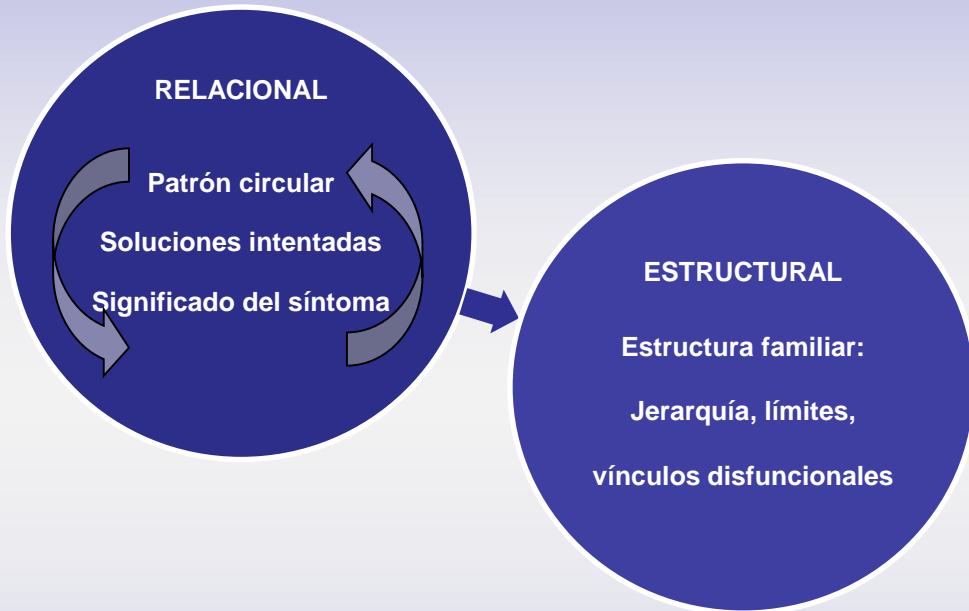 RELACIONAL
Patrón circular
Soluciones intentadas
Significado del síntoma
ESTRUCTURAL
Estructura familiar:
Jerarquía, límites,
vínculos disfuncionales